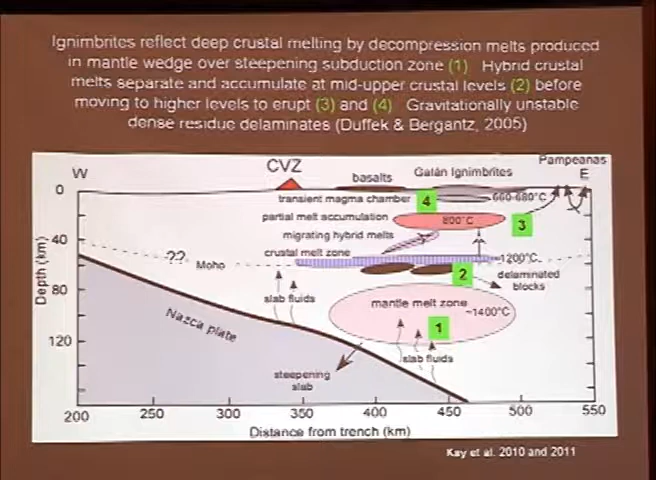 Ignimbrites reflect deep crustal melting by decompression melts produced
in mantle wedge over steepening subduction zone (1) Hybrid crustal
melts separate and accumulate at mid-upper crustal levels (2) before
moving to higher levels to erupt (3) and (4) Gravitationally unstable
dense residue delaminates (Duffek & Bergantz, 2005)
W
CVZ
basalts
Galán Ignimbrites
Pampeanas
E
0
transient magma chamber
4
660-680°C
partial melt accumulation
800°C
3
migrating hybrid melts
40
crustal melt zone
1200°C
??
Moho
2
delaminated
blocks
Depth (km)
80
slab fluids
mantle melt zone
~1400°C
Nazca plate
1
120
slab fluids
steepening
slab
200
250
300
350
400
450
500
550
Distance from trench (km)
Kay et al. 2010 and 2011